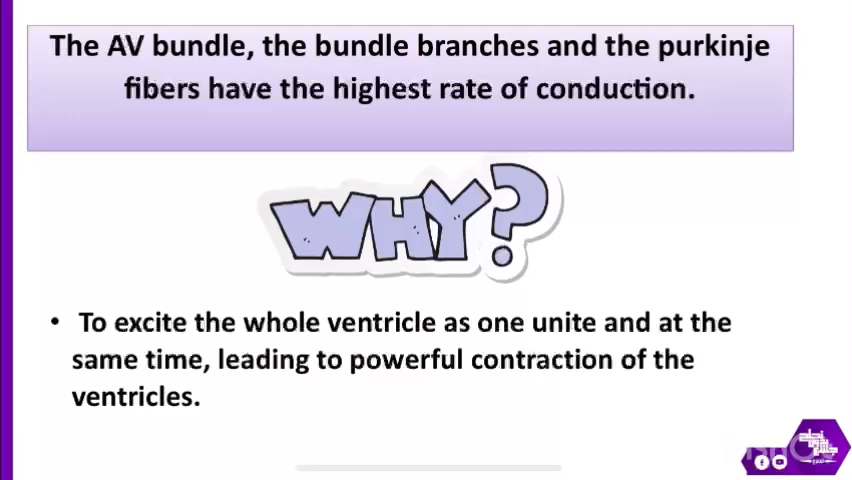 The AV bundle, the bundle branches and the purkinje
fibers have the highest rate of conduction.
WHY?
• To excite the whole ventricle as one unite and at the
same time, leading to powerful contraction of the
ventricles.